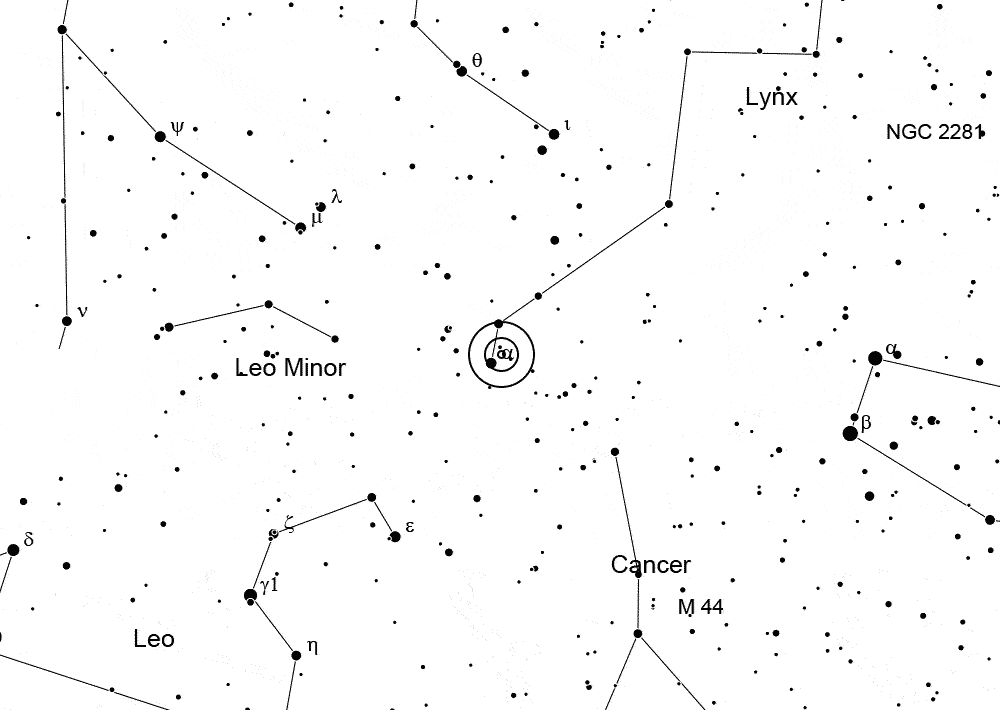 θ
Lynx
ι
ψ
NGC 2281
λ
μ
ν
α
α
Leo Minor
β
ζ
ε
δ
Cancer
γ1
M 44
Leo
η